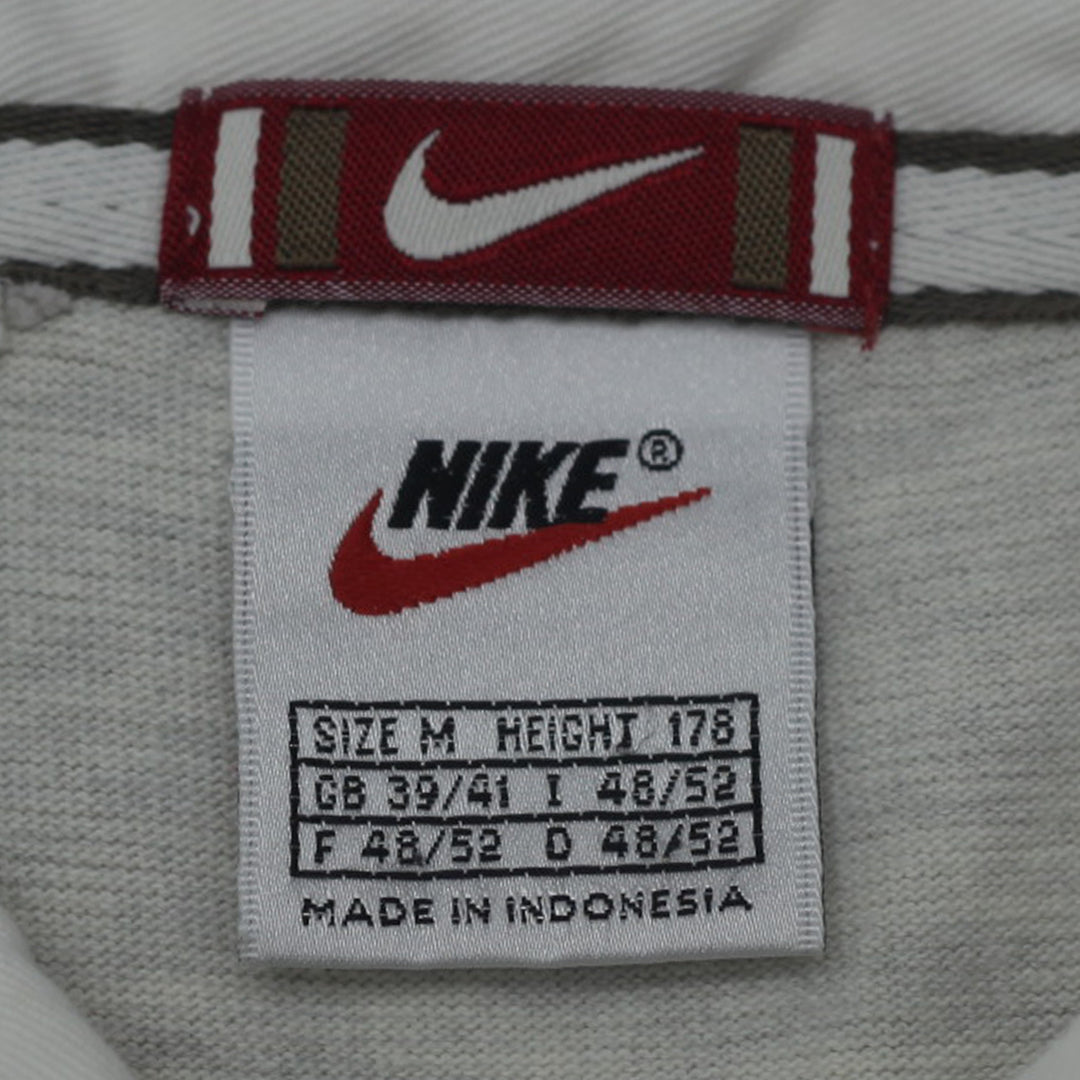 NIKE®
SIZE M HEIGHT 178
GB 39/41 I 48/52
F 48/52 D 48/52
MADE IN INDONESIA